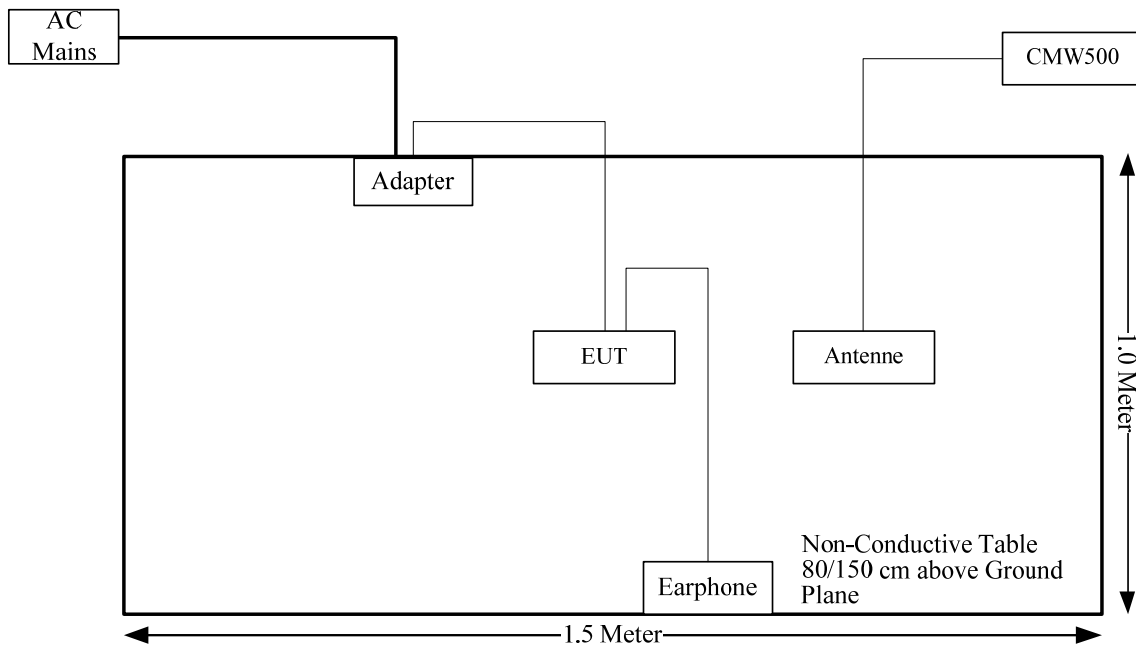 AC
Mains
CMW500
Adapter
EUT
Antenne
1.0 Meter
Non-Conductive Table
80/150 cm above Ground
Plane
Earphone
1.5 Meter